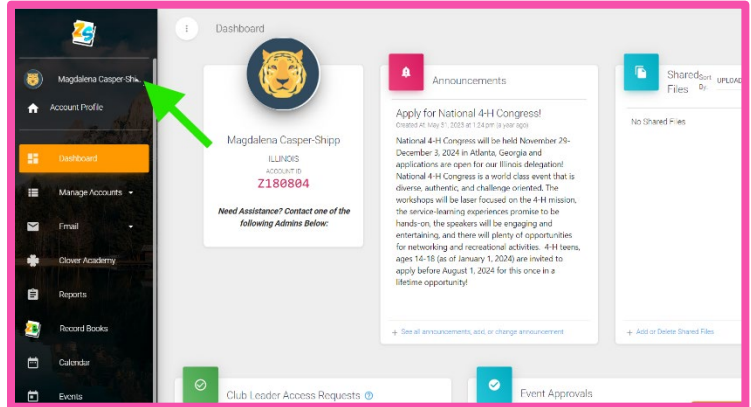 ZS
Magdalena Casper-Shi...
Account Profile
Dashboard
Manage Accounts
Email
Clover Academy
Reports
Record Books
Calendar
Events
Dashboard
Magdalena Casper-Shipp
ILLINOIS
ACCOUNT ID
Z180804
Need Assistance? Contact one of the
following Admins Below:
Announcements
Apply for National 4-H Congress!
Created At: May 31, 2023 at 1:24 pm (a year ago)
National 4-H Congress will be held November 29-
December 3, 2024 in Atlanta, Georgia and
applications are open for our Illinois delegation!
National 4-H Congress is a world class event that is
diverse, authentic, and challenge oriented. The
workshops will be laser focused on the 4-H mission,
the service-learning experiences promise to be
hands-on, the speakers will be engaging and
entertaining, and there will plenty of opportunities
for networking and recreational activities. 4-H teens,
ages 14-18 (as of January 1, 2024) are invited to
apply before August 1, 2024 for this once in a
lifetime opportunity!
+ See all announcements, add, or change announcement
Shared
Files
Sort
By:
UPLOAD
No Shared Files
+ Add or Delete Shared Files
Club Leader Access Requests
Event Approvals